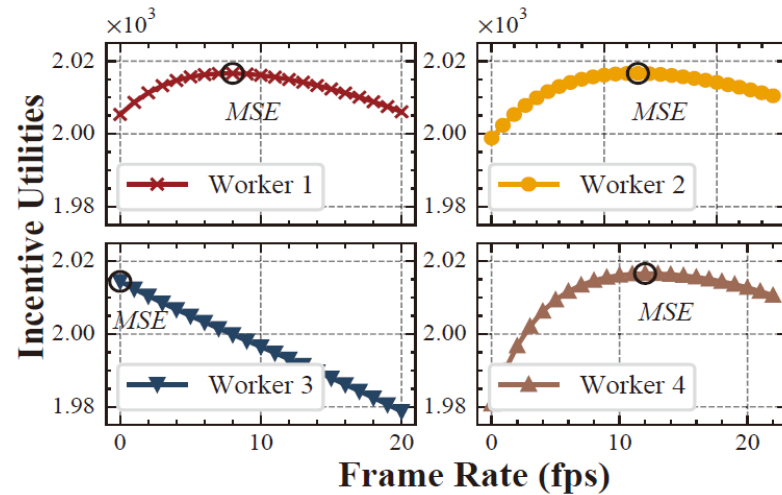 ×10³
×10³
Incentive Utilities
2.02
2.00
1.98
MSE
Worker 1
2.02
2.00
1.98
MSE
Worker 2
2.02
2.00
1.98
MSE
Worker 3
0
10
20
2.02
2.00
1.98
MSE
Worker 4
0
10
20
Frame Rate (fps)